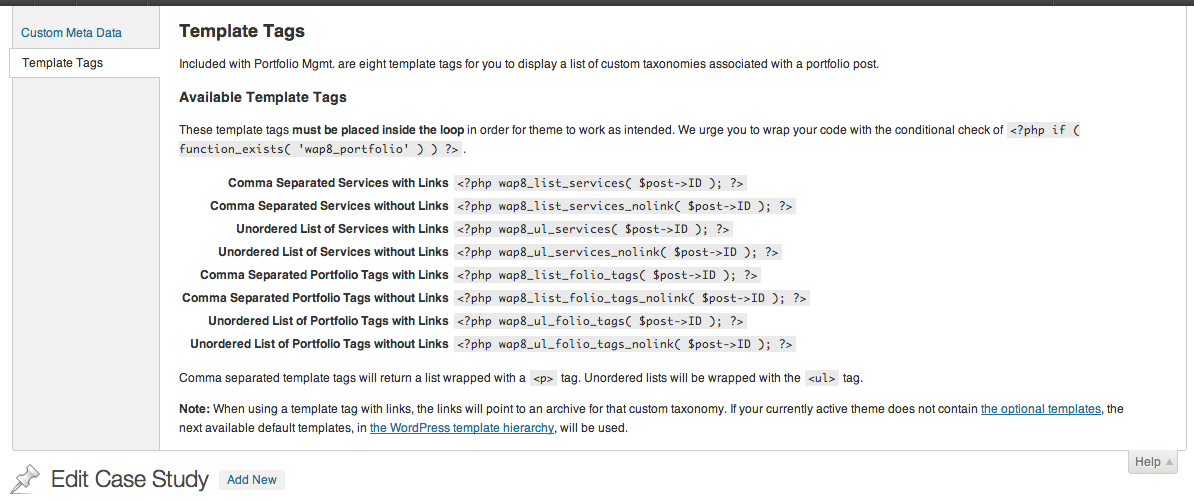 Custom Meta Data
Template Tags
Template Tags
Included with Portfolio Mgmt. are eight template tags for you to display a list of custom taxonomies associated with a portfolio post.
Available Template Tags
These template tags must be placed inside the loop in order for theme to work as intended. We urge you to wrap your code with the conditional check of <?php if (
function_exists( 'wap8_portfolio' ) ) ?> .
Comma Separated Services with Links <?php wap8_list_services( $post->ID ); ?>
Comma Separated Services without Links <?php wap8_list_services_nolink( $post->ID ); ?>
Unordered List of Services with Links <?php wap8_ul_services( $post->ID ); ?>
Unordered List of Services without Links <?php wap8_ul_services_nolink( $post->ID ); ?>
Comma Separated Portfolio Tags with Links <?php wap8_list_folio_tags( $post->ID ); ?>
Comma Separated Portfolio Tags without Links <?php wap8_list_folio_tags_nolink( $post->ID ); ?>
Unordered List of Portfolio Tags with Links <?php wap8_ul_folio_tags( $post->ID ); ?>
Unordered List of Portfolio Tags without Links <?php wap8_ul_folio_tags_nolink( $post->ID ); ?>
Comma separated template tags will return a list wrapped with a <p> tag. Unordered lists will be wrapped with the <ul> tag.
Note: When using a template tag with links, the links will point to an archive for that custom taxonomy. If your currently active theme does not contain the optional templates, the
next available default templates, in the WordPress template hierarchy, will be used.
Help
Edit Case Study Add New